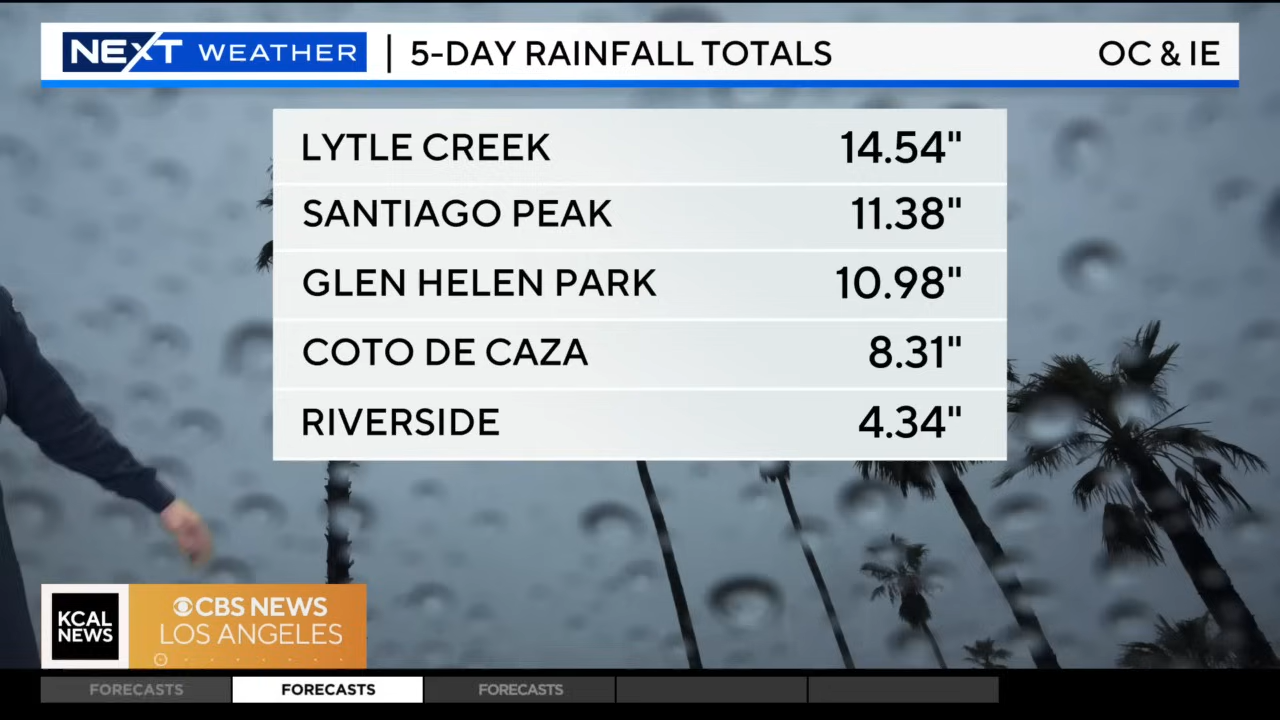 NEXT WEATHER | 5-DAY RAINFALL TOTALS OC & IE
LYTLE CREEK 14.54"
SANTIAGO PEAK 11.38"
GLEN HELEN PARK 10.98"
COTO DE CAZA 8.31"
RIVERSIDE 4.34"
KCAL NEWS
CBS NEWS
LOS ANGELES
FORECASTS FORECASTS FORECASTS